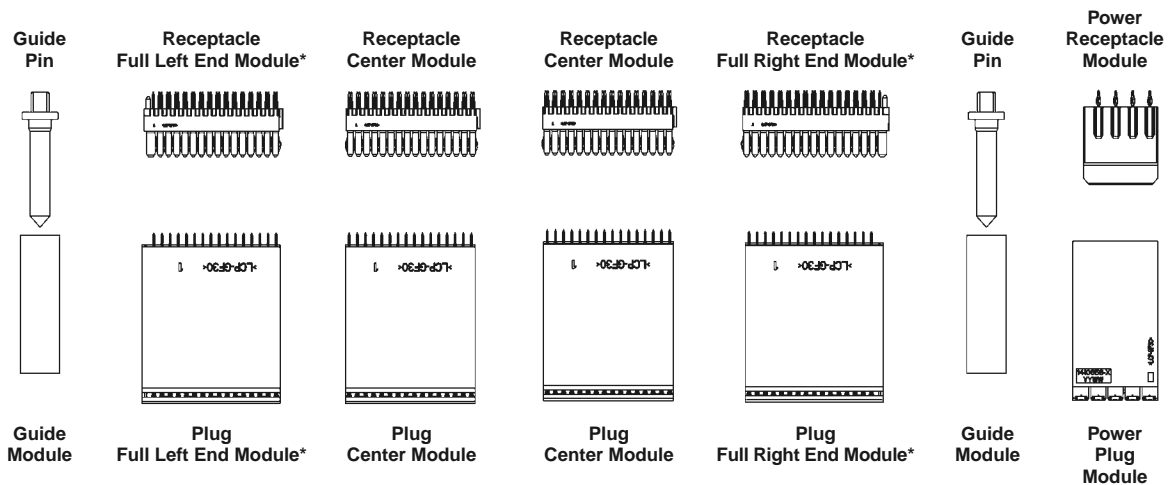 Guide
Pin
Receptacle
Full Left End Module*
Receptacle
Center Module
Receptacle
Center Module
Receptacle
Full Right End Module*
Guide
Pin
Power
Receptacle
Module
1 >LCP-GF30<
1 >LCP-GF30<
1 >LCP-GF30<
1 >LCP-GF30<
YYWW
Guide
Module
Plug
Full Left End Module*
Plug
Center Module
Plug
Center Module
Plug
Full Right End Module*
Guide
Module
Power
Plug
Module